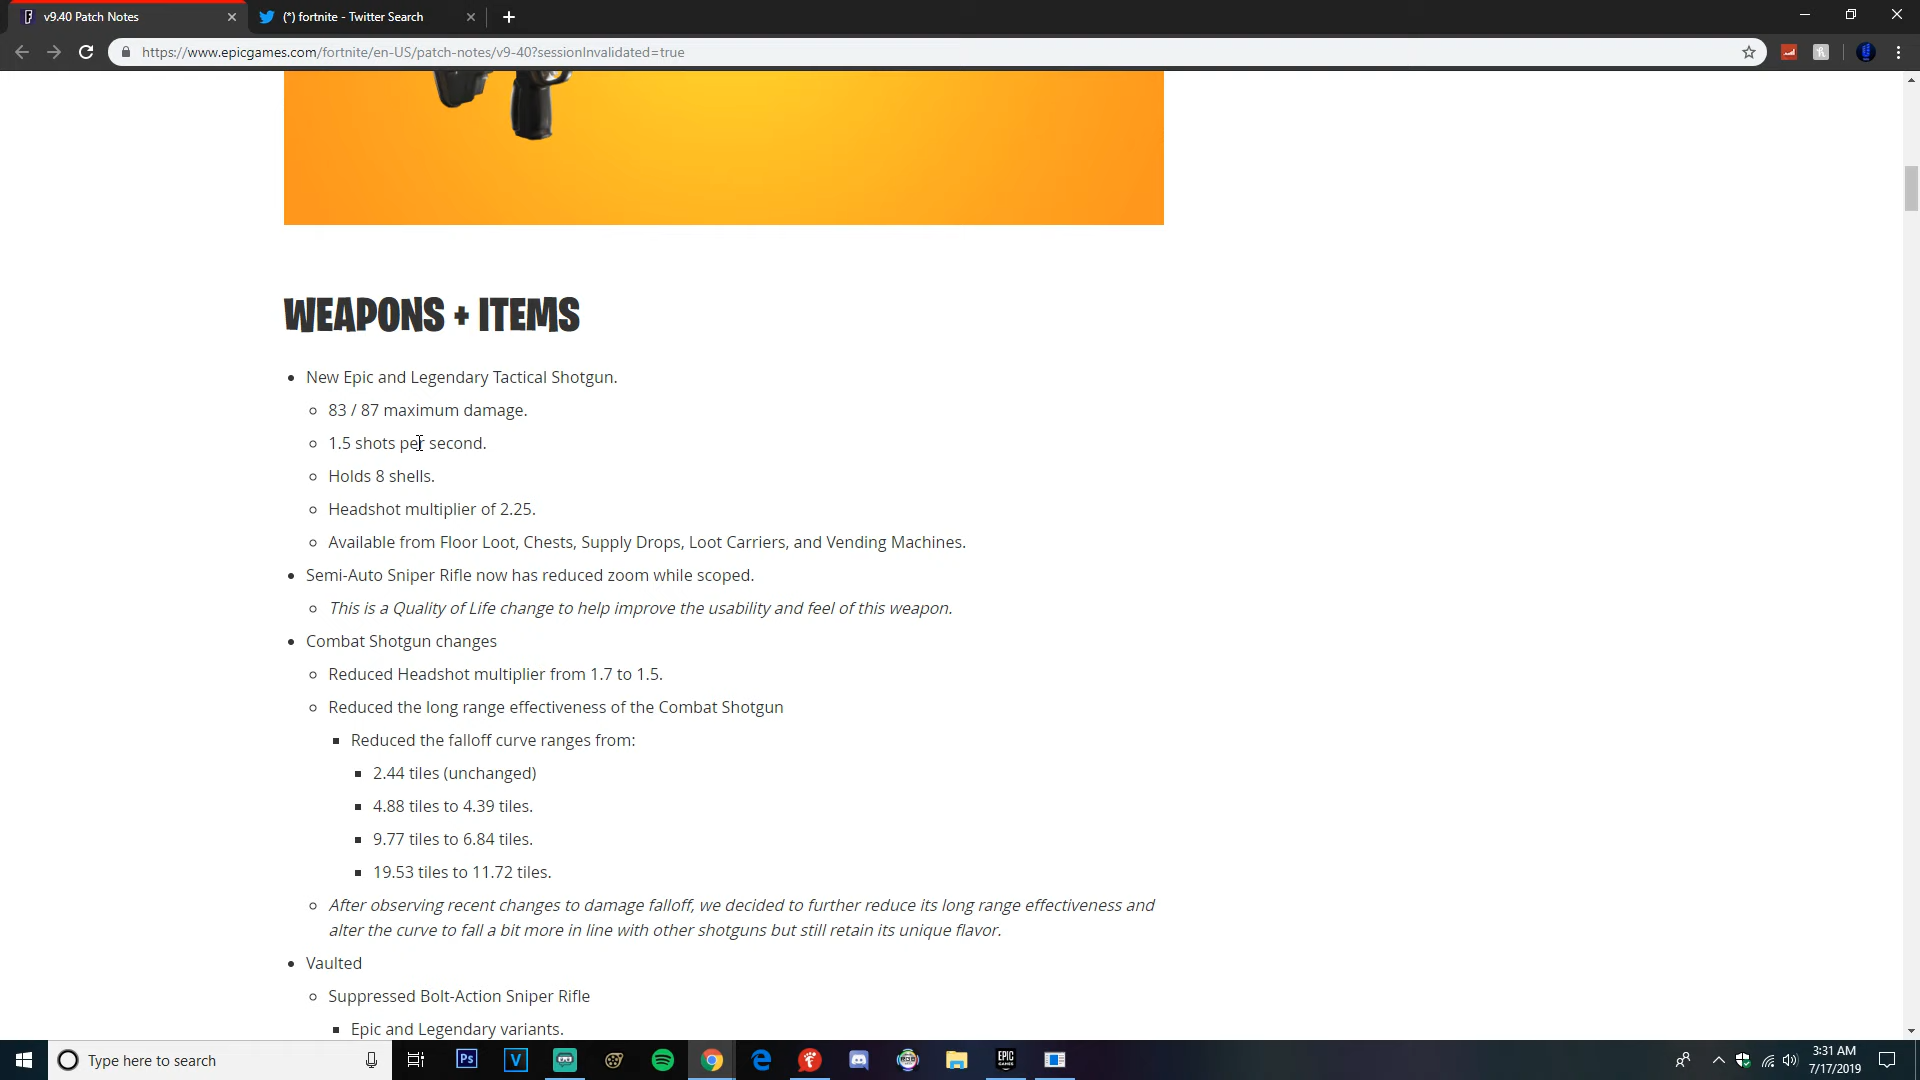 v9.40 Patch Notes
(*) fortnite - Twitter Search
https://www.epicgames.com/fortnite/en-US/patch-notes/v9-40?sessionInvalidated=true
WEAPONS + ITEMS
New Epic and Legendary Tactical Shotgun.
83 / 87 maximum damage.
1.5 shots per second.
Holds 8 shells.
Headshot multiplier of 2.25.
Available from Floor Loot, Chests, Supply Drops, Loot Carriers, and Vending Machines.
Semi-Auto Sniper Rifle now has reduced zoom while scoped.
This is a Quality of Life change to help improve the usability and feel of this weapon.
Combat Shotgun changes
Reduced Headshot multiplier from 1.7 to 1.5.
Reduced the long range effectiveness of the Combat Shotgun
Reduced the falloff curve ranges from:
2.44 tiles (unchanged)
4.88 tiles to 4.39 tiles.
9.77 tiles to 6.84 tiles.
19.53 tiles to 11.72 tiles.
After observing recent changes to damage falloff, we decided to further reduce its long range effectiveness and
alter the curve to fall a bit more in line with other shotguns but still retain its unique flavor.
Vaulted
Suppressed Bolt-Action Sniper Rifle
Epic and Legendary variants.
Type here to search
Ps
V
EPIC
GAMES
3:31 AM
7/17/2019